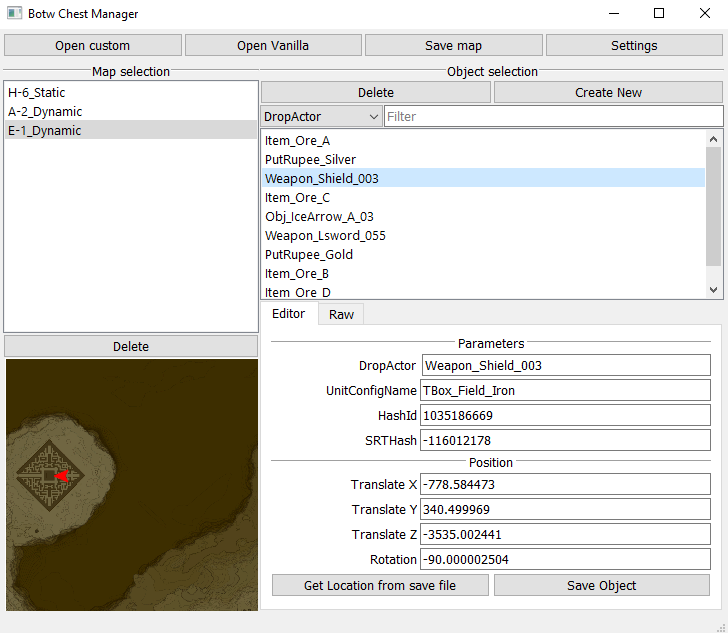 Botw Chest Manager
Open custom
Open Vanilla
Save map
Settings
Map selection
H-6_Static
A-2_Dynamic
E-1_Dynamic
Delete
Object selection
Delete
Create New
DropActor
Filter
Item_Ore_A
PutRupee_Silver
Weapon_Shield_003
Item_Ore_C
Obj_IceArrow_A_03
Weapon_Lsword_055
PutRupee_Gold
Item_Ore_B
Item_Ore_D
Editor
Raw
Parameters
DropActor Weapon_Shield_003
UnitConfigName TBox_Field_Iron
HashId 1035186669
SRTHash -116012178
Position
Translate X -778.584473
Translate Y 340.499969
Translate Z -3535.002441
Rotation -90.000002504
Get Location from save file
Save Object